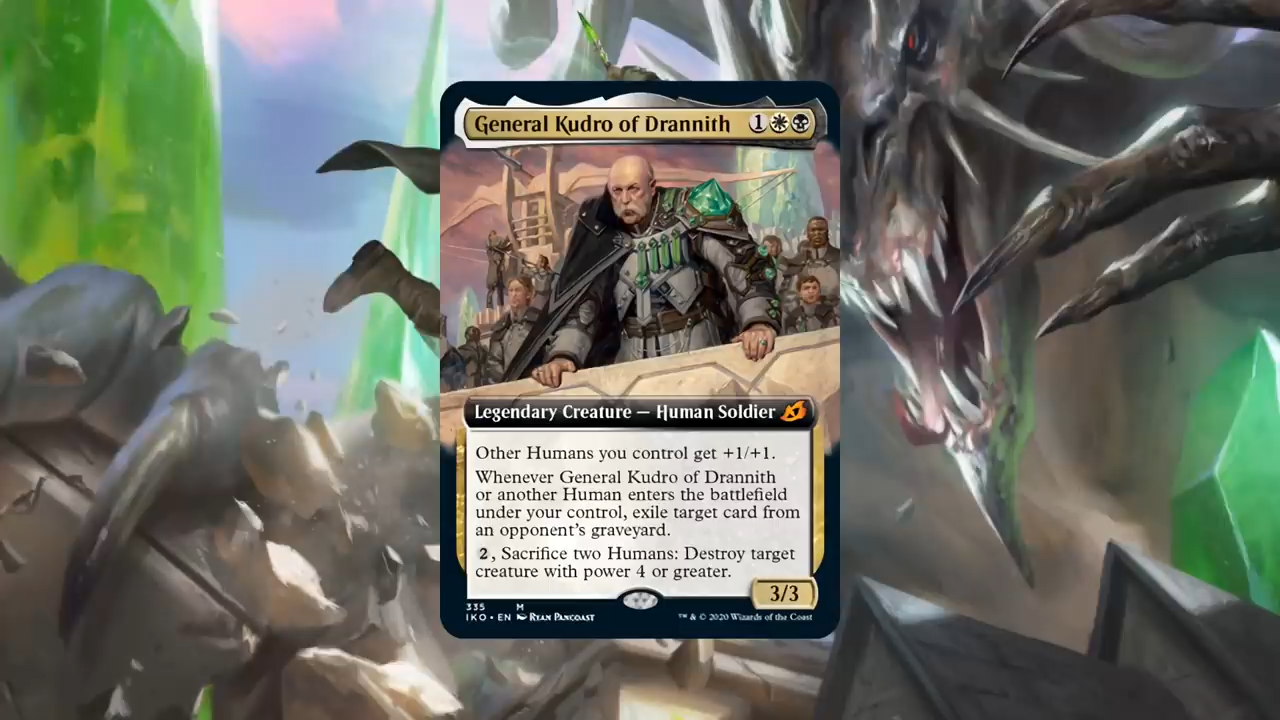 General Kudro of Drannith 1
Legendary Creature — Human Soldier
Other Humans you control get +1/+1.
Whenever General Kudro of Drannith
or another Human enters the battlefield
under your control, exile target card from
an opponent's graveyard.
2, Sacrifice two Humans: Destroy target
creature with power 4 or greater.
3/3
335 M
IKO • EN Ryan Pancoast
™ & © 2020 Wizards of the Coast